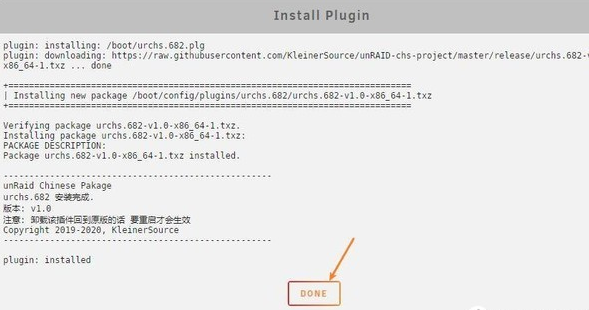 Install Plugin
plugin: installing: /boot/urchs.682.plg
plugin: downloading: https://raw.githubusercontent.com/KleinerSource/unRAID-chs-project/master/release/urchs.682-v
x86_64-1.txz ... done
+==============================================================================
| Installing new package /boot/config/plugins/urchs.682/urchs.682-v1.0-x86_64-1.txz
+==============================================================================
Verifying package urchs.682-v1.0-x86_64-1.txz.
Installing package urchs.682-v1.0-x86_64-1.txz:
PACKAGE DESCRIPTION:
Package urchs.682-v1.0-x86_64-1.txz installed.
----------------------------------------------------
unRaid Chinese Pakage
urchs.682 安装完成.
版本: v1.0
注意: 卸载该插件回到原版的话 要重启才会生效
Copyright 2019-2020, KleinerSource
----------------------------------------------------
plugin: installed
DONE